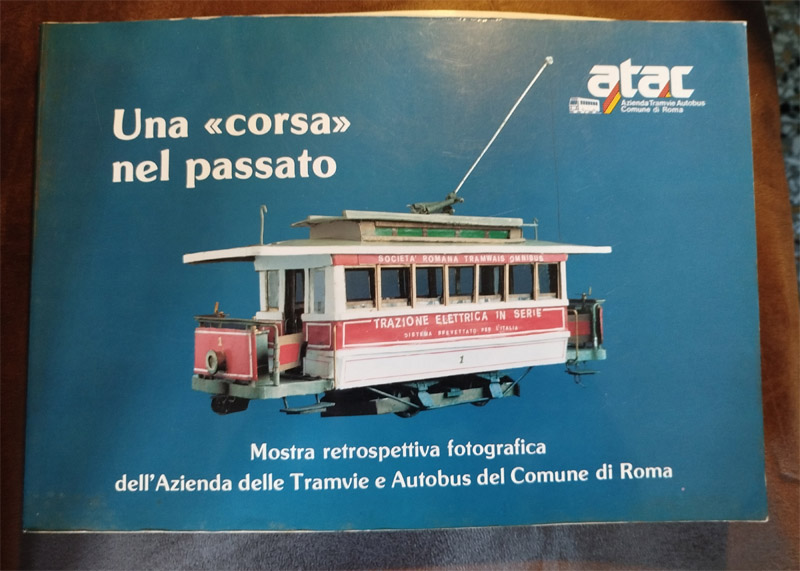 Una «corsa»
nel passato
atac
Azienda Tramvie Autobus
Comune di Roma
SOCIETÀ ROMANA TRAMWAIS OMNIBUS
TRAZIONE ELETTRICA IN SERIE
SISTEMA BREVETTATO PER L'ITALIA
1
1
Mostra retrospettiva fotografica
dell'Azienda delle Tramvie e Autobus del Comune di Roma